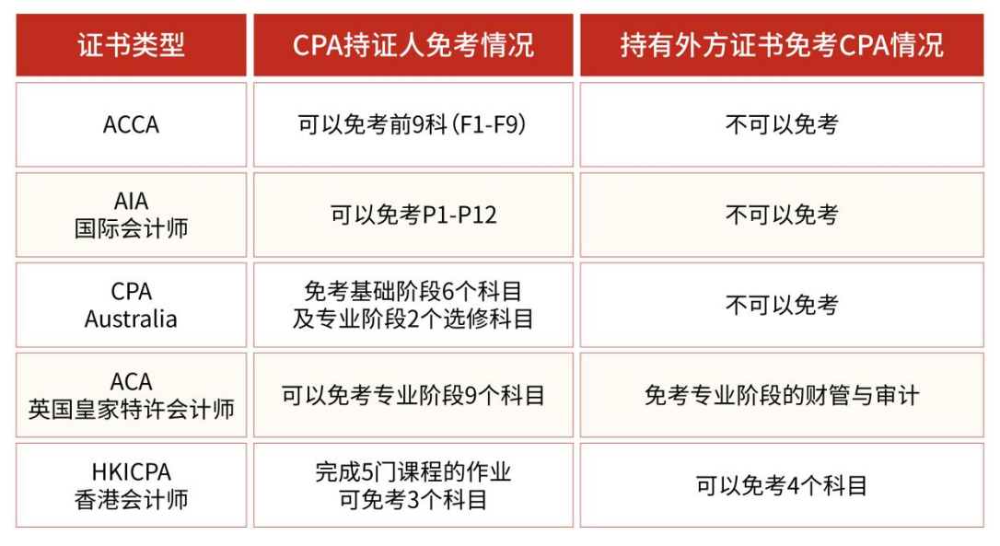 证书类型
CPA持证人免考情况
持有外方证书免考CPA情况
ACCA
可以免考前9科（F1-F9）
不可以免考
AIA
国际会计师
可以免考P1-P12
不可以免考
CPA
Australia
免考基础阶段6个科目
及专业阶段2个选修科目
不可以免考
ACA
英国皇家特许会计师
可以免考专业阶段9个科目
免考专业阶段的财管与审计
HKICPA
香港会计师
完成5门课程的作业
可免考3个科目
可以免考4个科目